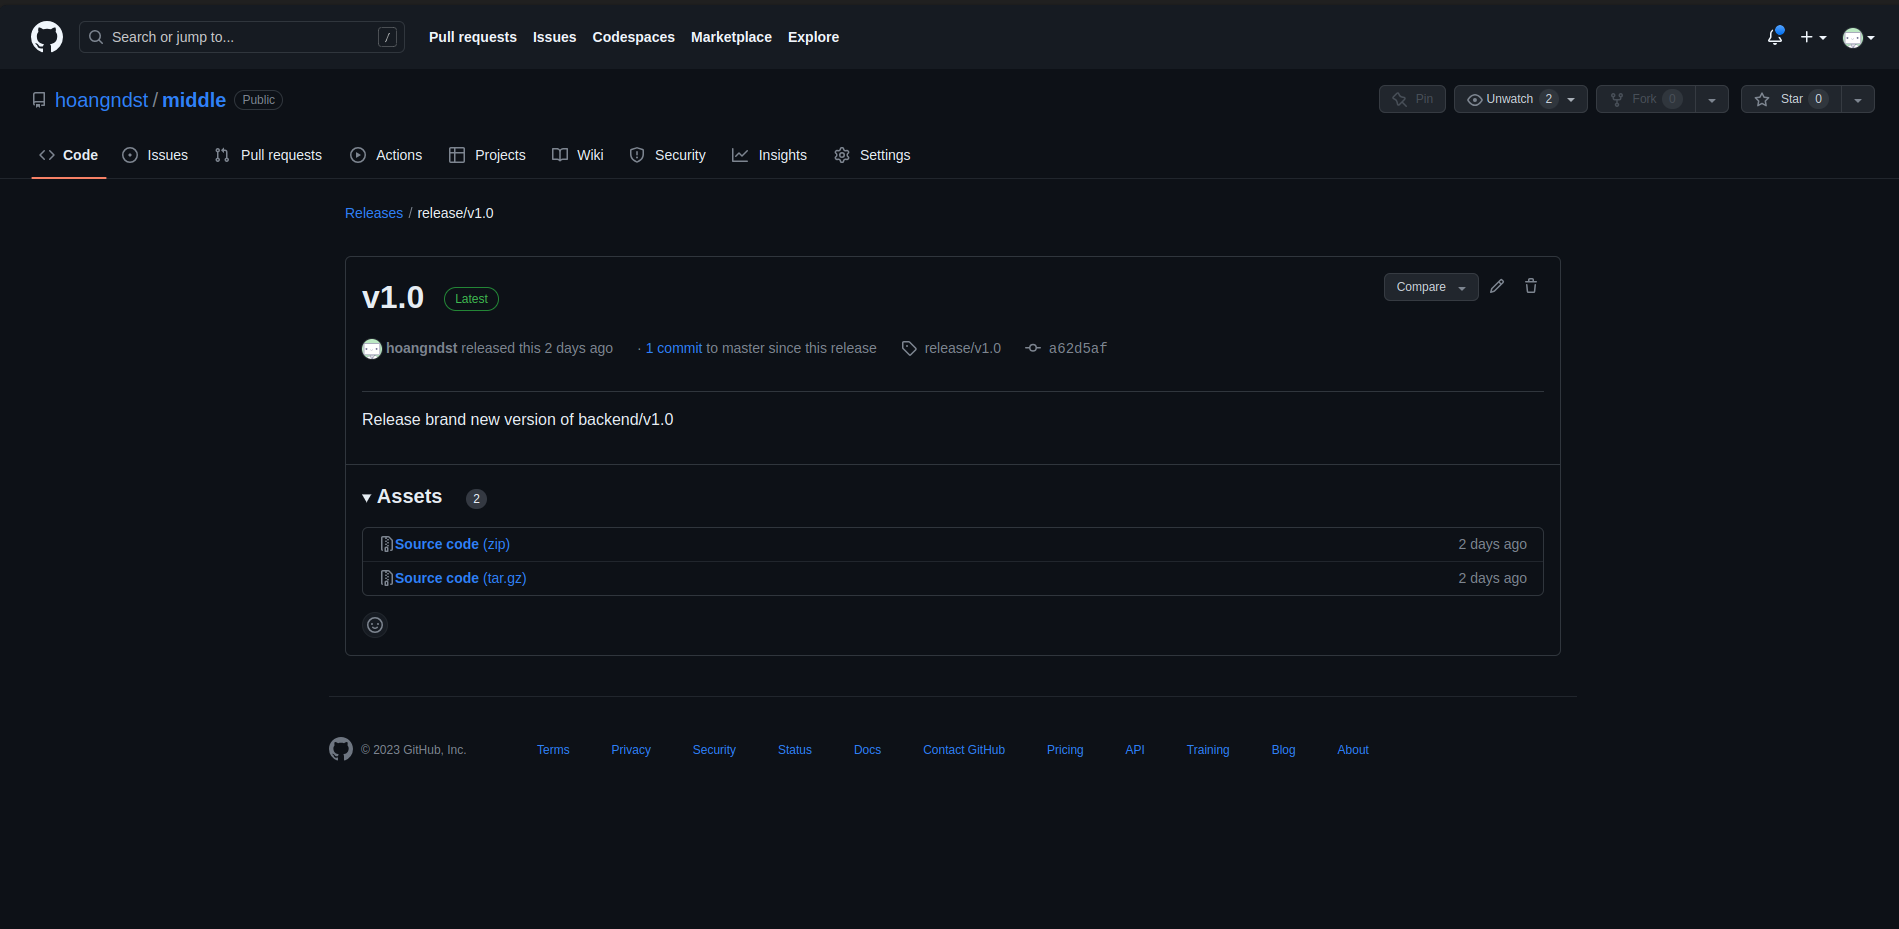 Search or jump to... / Pull requests Issues Codespaces Marketplace Explore
hoangndst / middle Public Pin Unwatch 2 Fork 0 Star 0
Code Issues Pull requests Actions Projects Wiki Security Insights Settings
Releases / release/v1.0
v1.0 Latest Compare
hoangndst released this 2 days ago · 1 commit to master since this release release/v1.0 a62d5af
Release brand new version of backend/v1.0
Assets 2
Source code (zip) 2 days ago
Source code (tar.gz) 2 days ago
© 2023 GitHub, Inc. Terms Privacy Security Status Docs Contact GitHub Pricing API Training Blog About